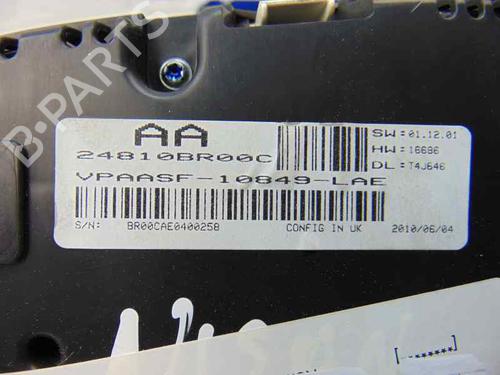 B-PARTS
AA
24810BR00C
VPAASF-10849-LAE
SW: 01.12.01
HW: 16686
DL: T4J646
S/N: BR00CAE0400258
CONFIG IN UK
2010/06/04
[*******]